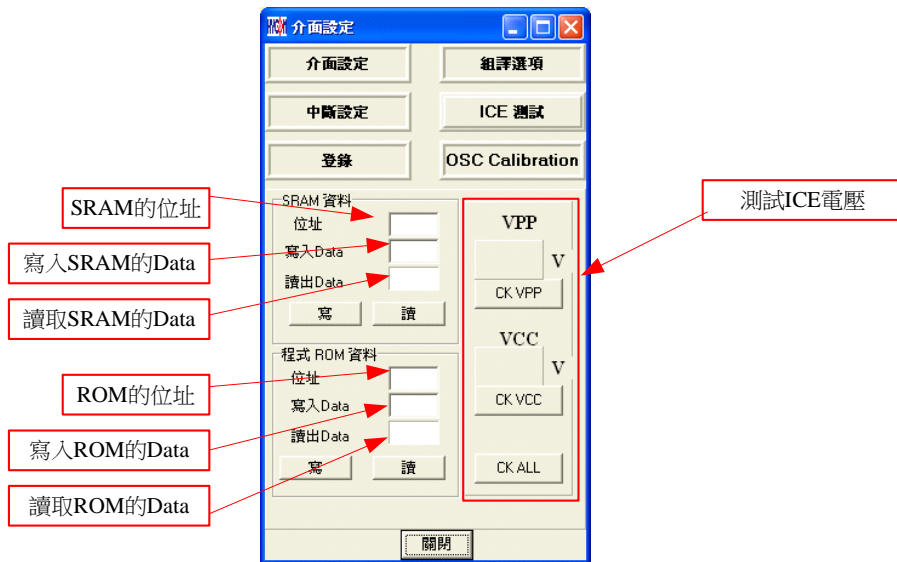 介面設定
介面設定
組譯選項
中斷設定
ICE 測試
登錄
OSC Calibration
SRAM 資料
位址
寫入Data
讀出Data
寫
讀
程式 ROM 資料
位址
寫入Data
讀出Data
寫
讀
VPP
V
CK VPP
VCC
V
CK VCC
CK ALL
關閉
SRAM的位址
寫入SRAM的Data
讀取SRAM的Data
ROM的位址
寫入ROM的Data
讀取ROM的Data
測試ICE電壓